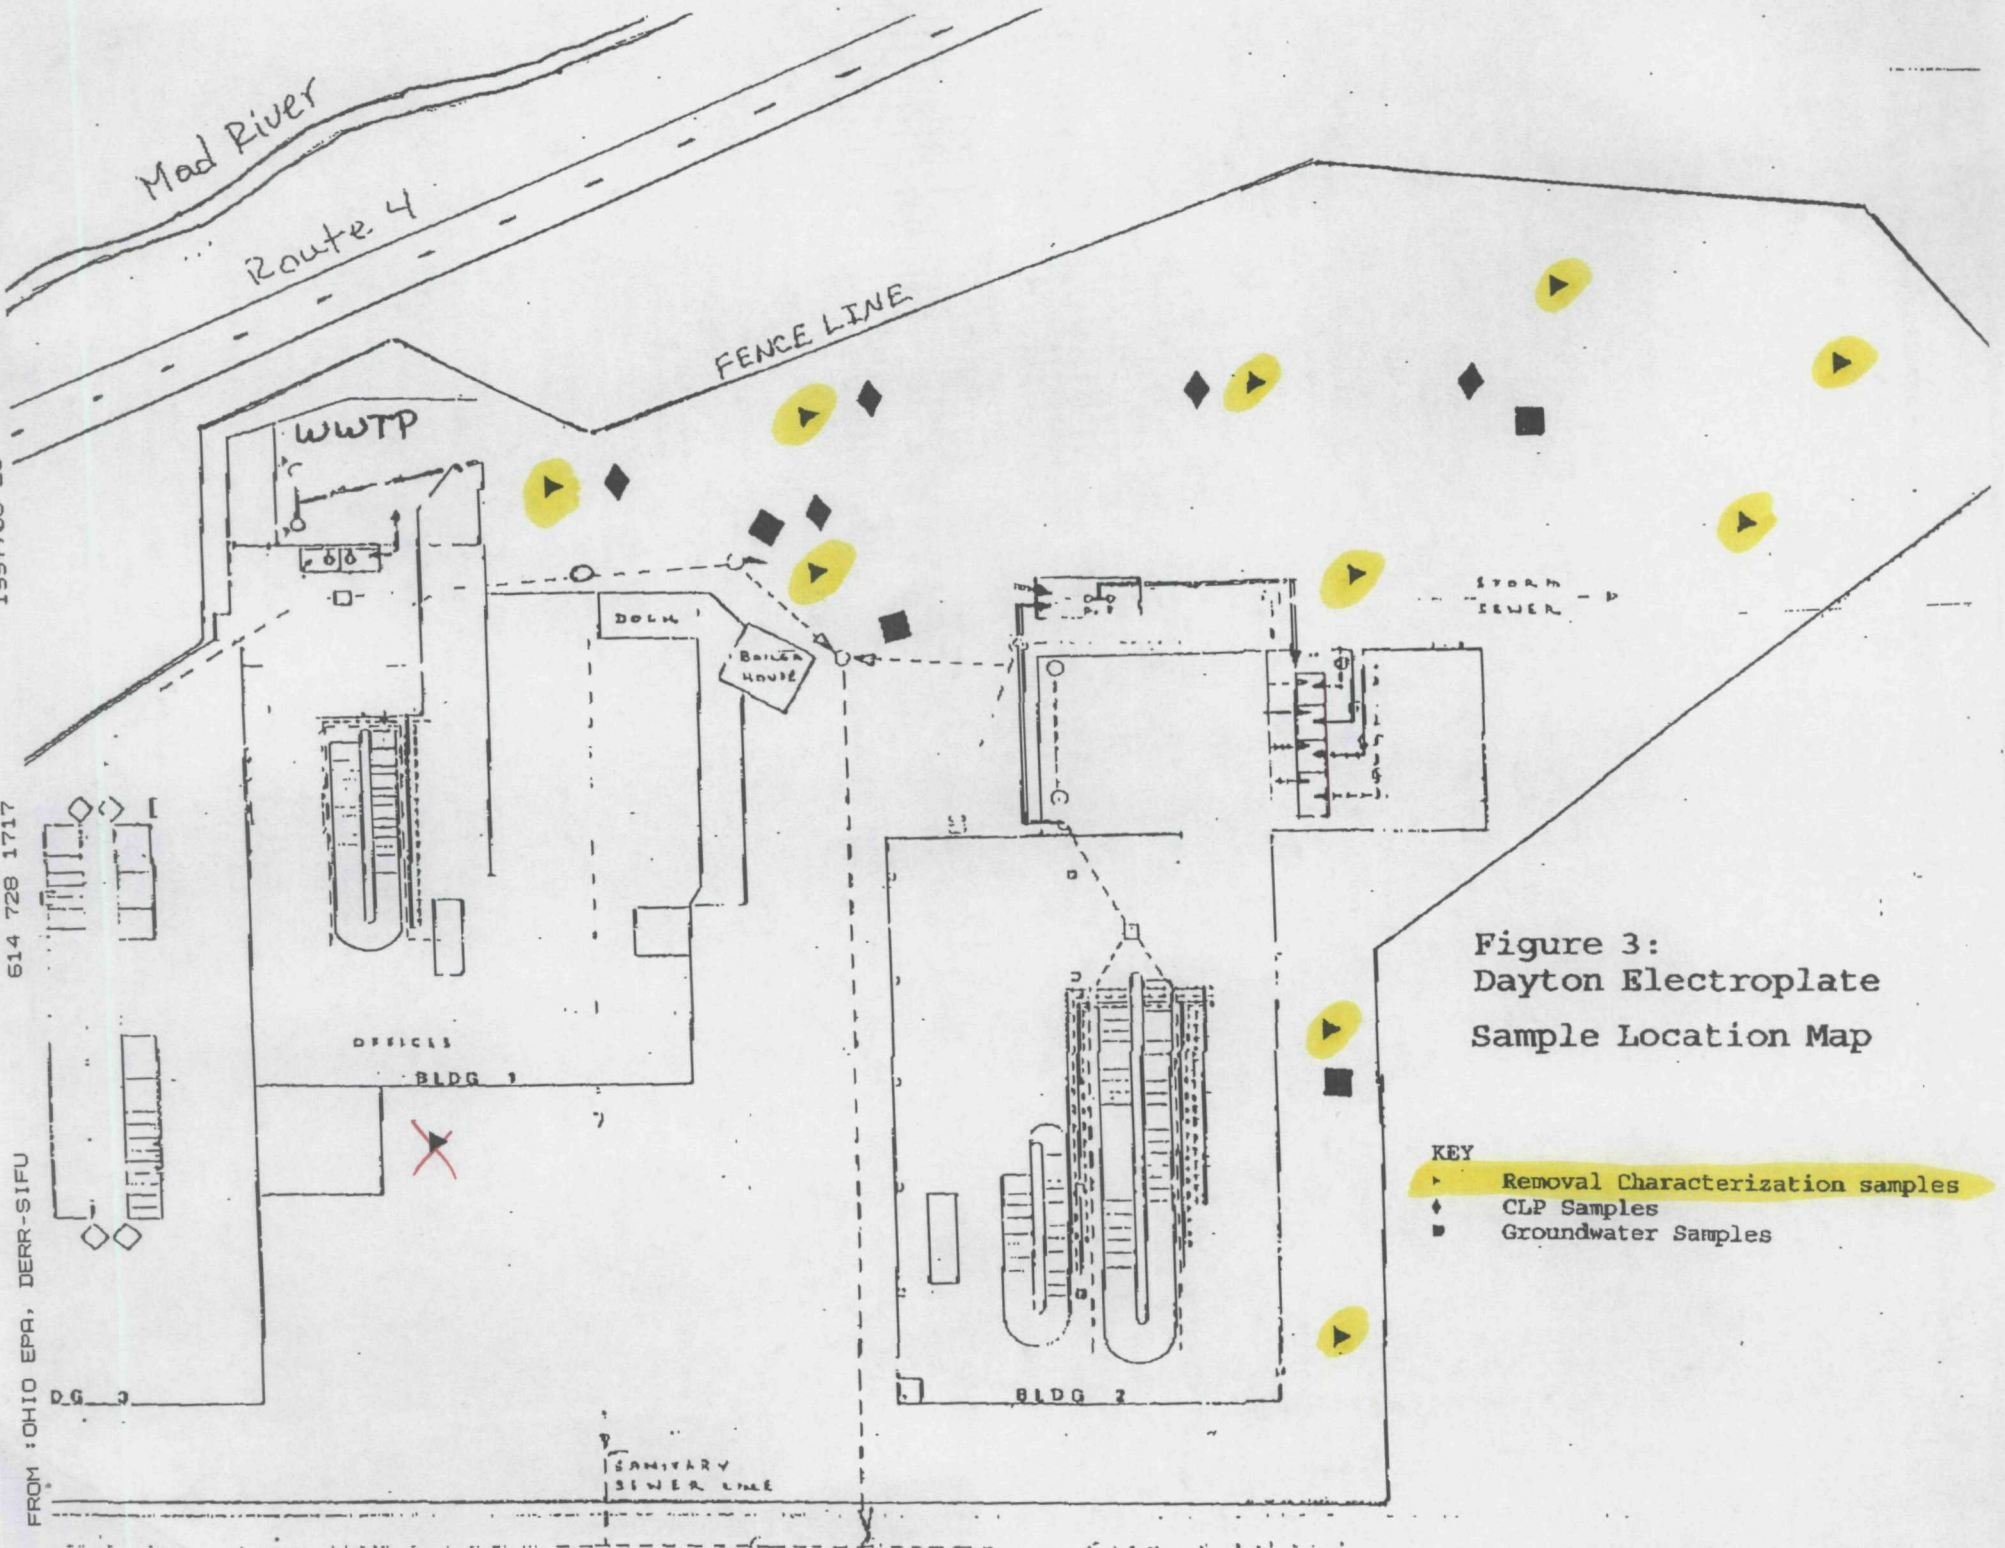 Mad River
Route 4
FENCE LINE
WWTP
STORM
SEWER
BOILER
HOUSE
OFFICES
BLDG 1
Figure 3:
Dayton Electroplate
Sample Location Map
KEY
Removal Characterization samples
CLP Samples
Groundwater Samples
BLDG 2
SANITARY
SEWER LINE
614 728 1717
FROM :OHIO EPA, DERR-SIFU